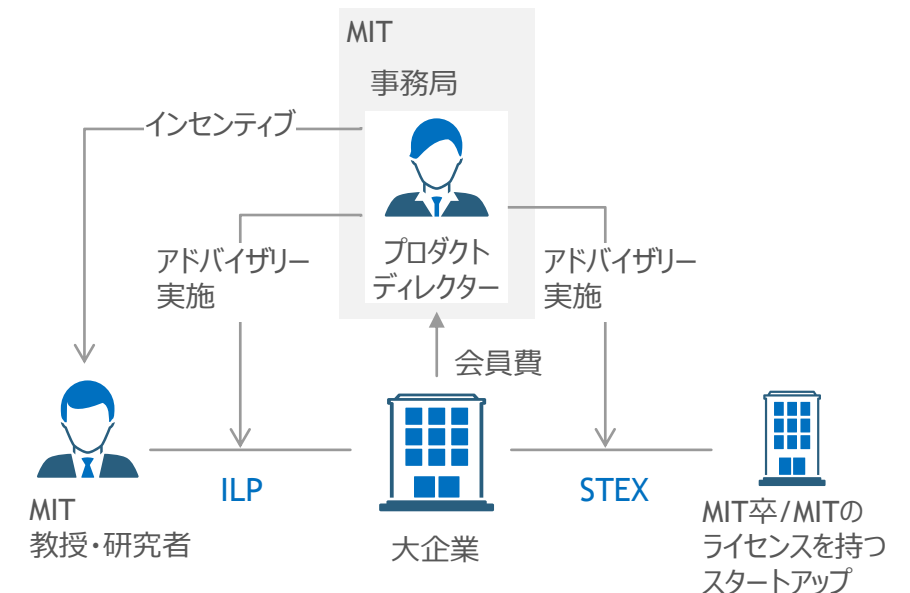 MIT
事務局
インセンティブ
プロダクト
ディレクター
アドバイザリー
実施
アドバイザリー
実施
会員費
ILP
STEX
MIT
教授・研究者
大企業
MIT卒/MITの
ライセンスを持つ
スタートアップ